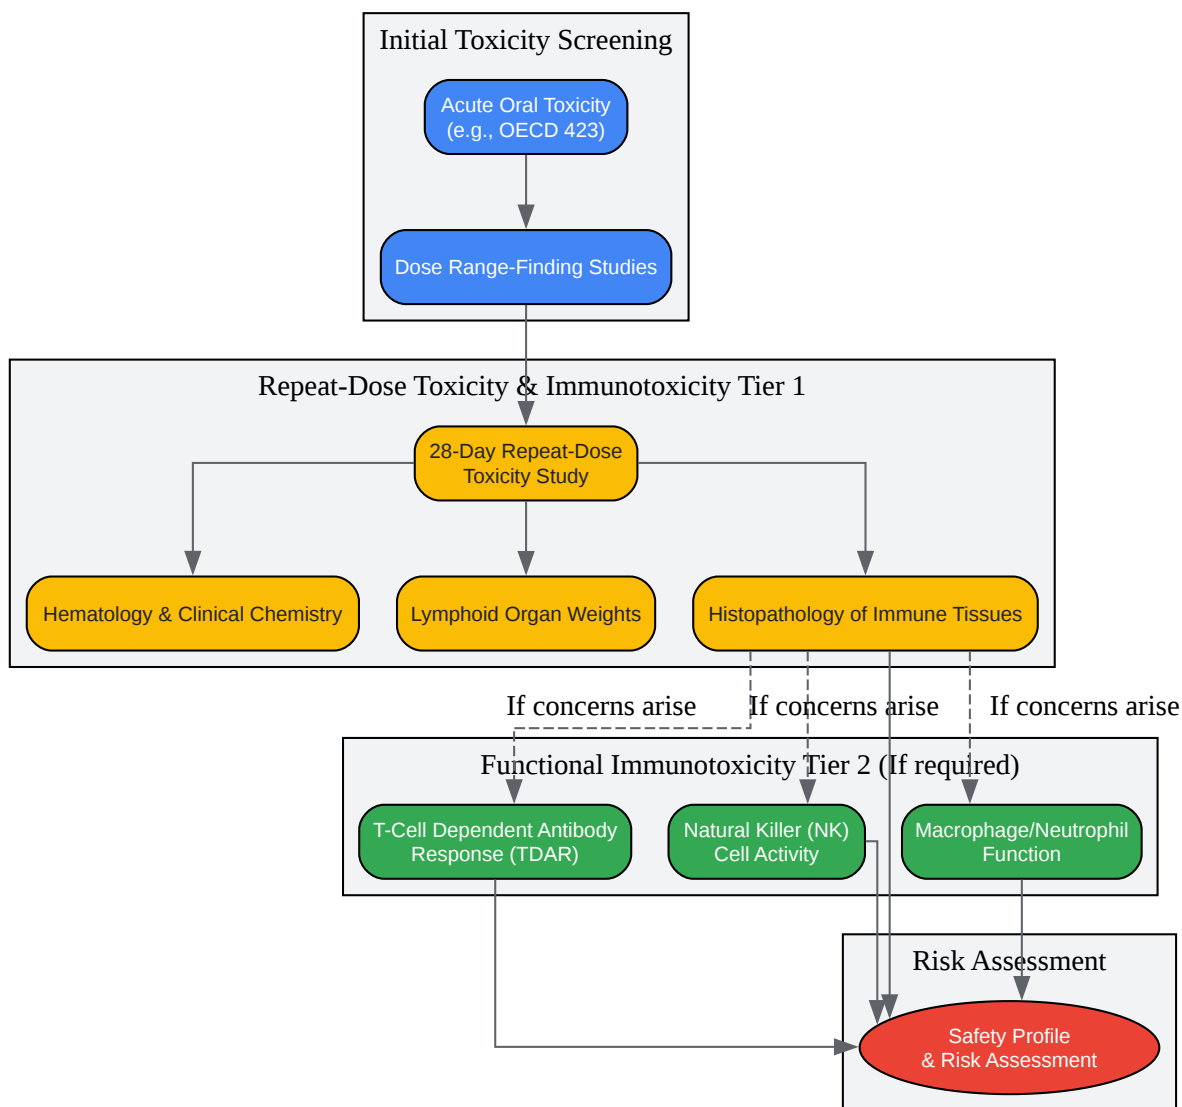 Initial Toxicity Screening
Acute Oral Toxicity
(e.g., OECD 423)
Dose Range-Finding Studies
Repeat-Dose Toxicity & Immunotoxicity Tier 1
28-Day Repeat-Dose
Toxicity Study
Hematology & Clinical Chemistry
Lymphoid Organ Weights
Histopathology of Immune Tissues
If concerns arise
If concerns arise
If concerns arise
Functional Immunotoxicity Tier 2 (If required)
T-Cell Dependent Antibody
Response (TDAR)
Natural Killer (NK)
Cell Activity
Macrophage/Neutrophil
Function
Risk Assessment
Safety Profile
& Risk Assessment